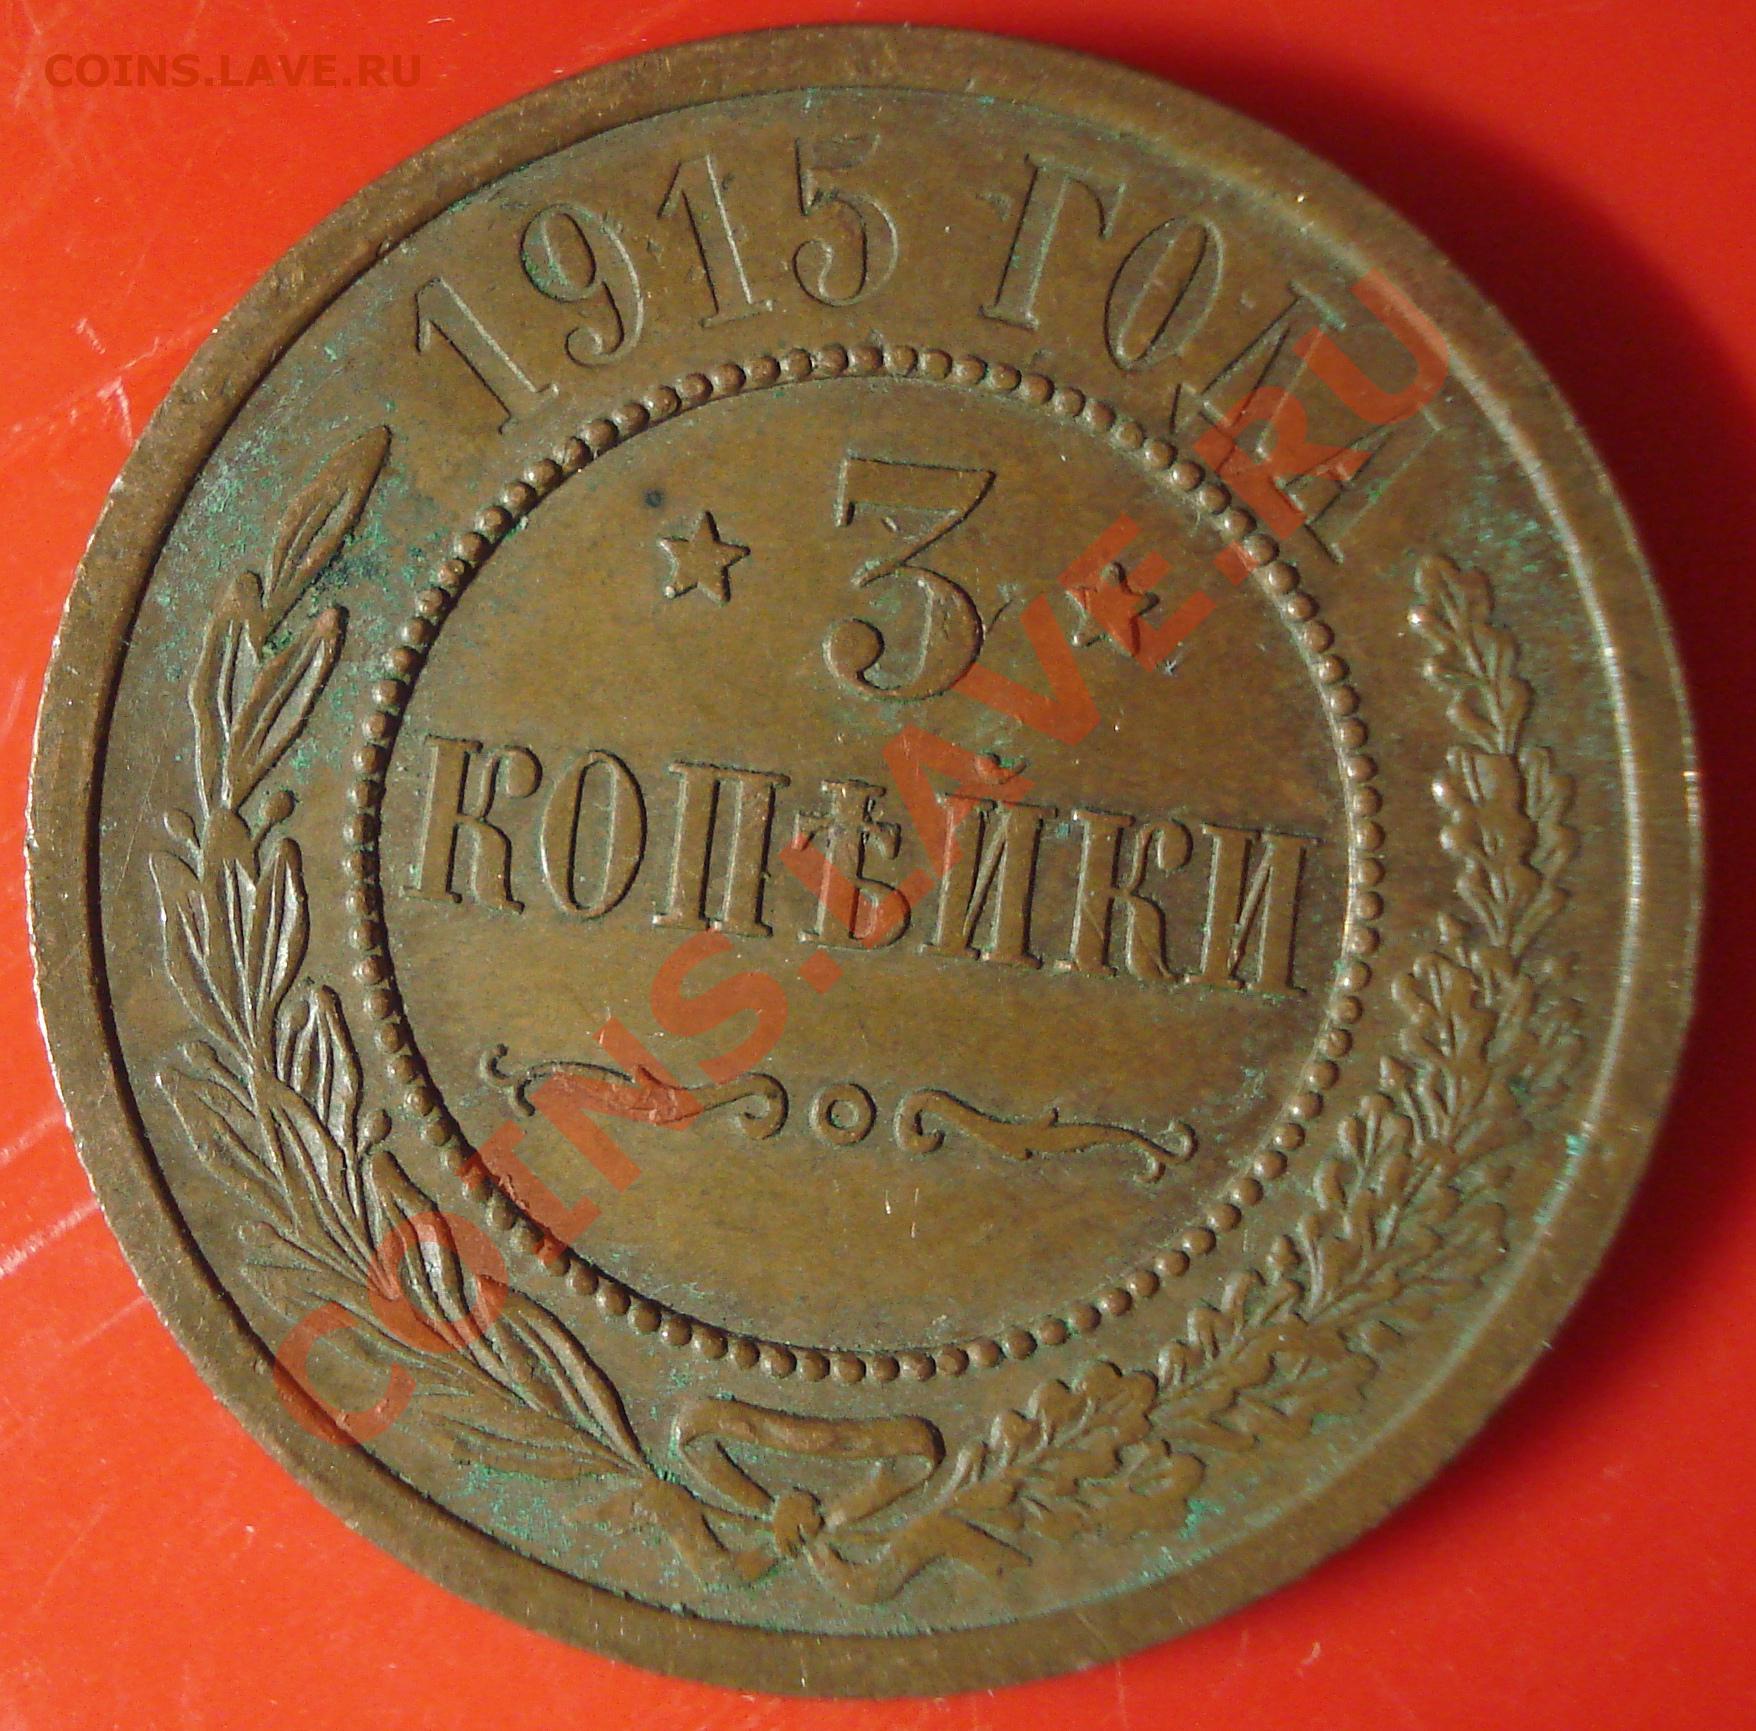 COINS.LAVE.RU
1915 ГОДА
* 3 *
КОПѢЙКИ
COINS.LAVE.RU